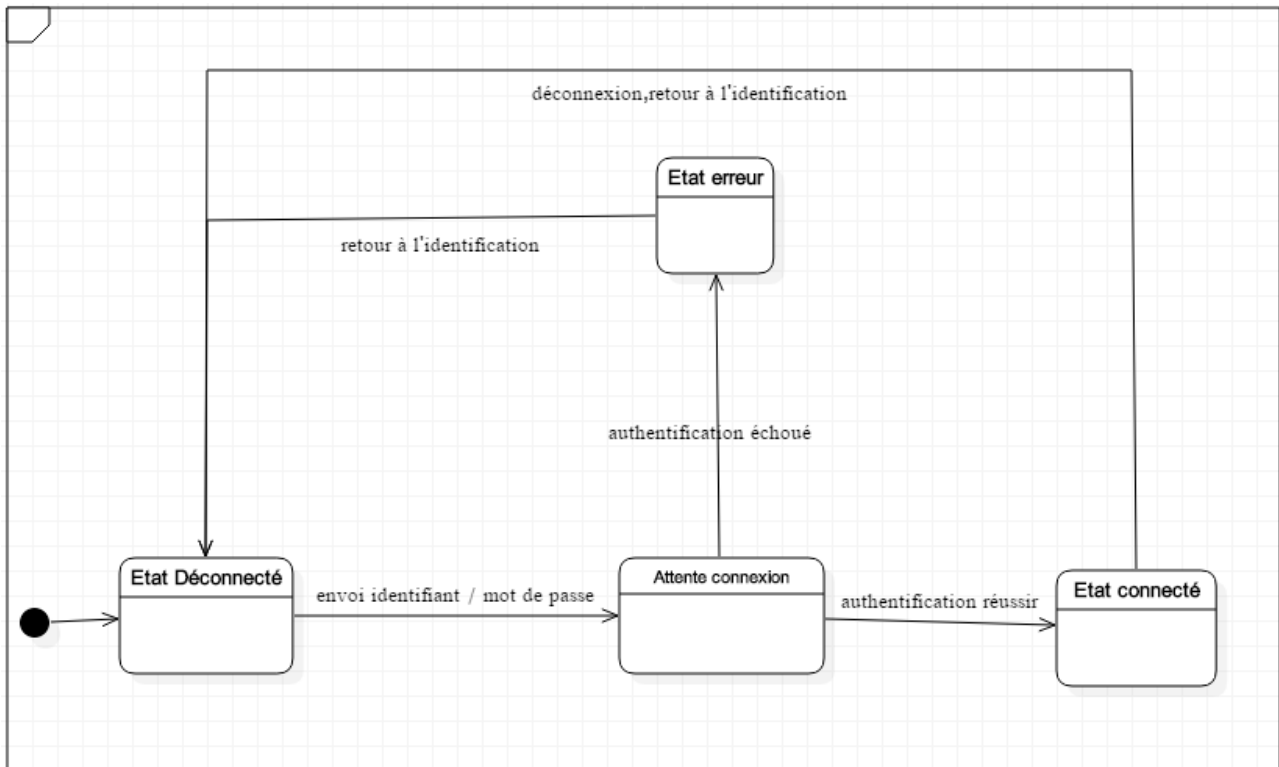 déconnexion,retour à l'identification
Etat erreur
retour à l'identification
authentification échoué
Etat Déconnecté
envoi identifiant / mot de passe
Attente connexion
authentification réussir
Etat connecté